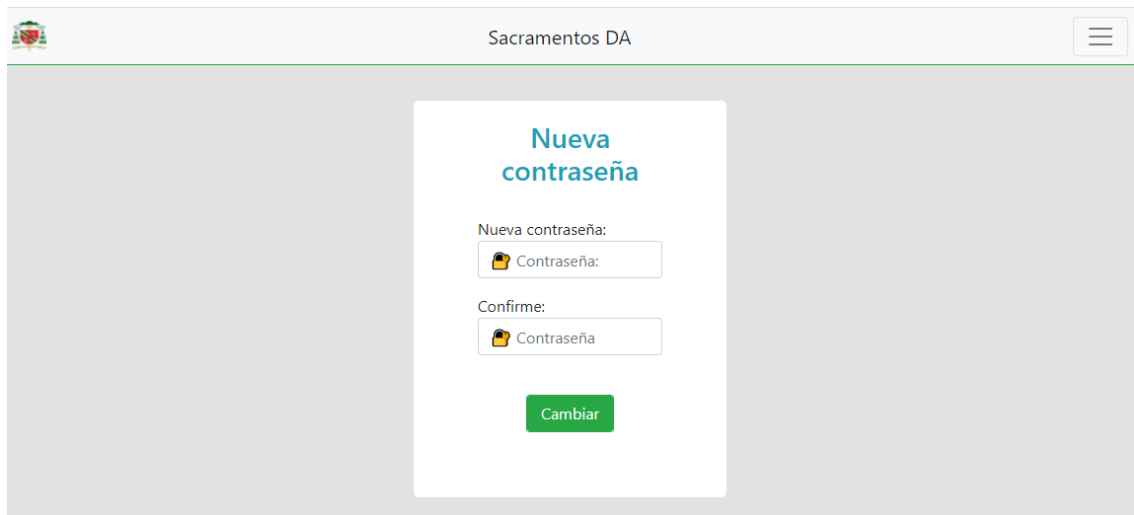 Sacramentos DA
Nueva
contraseña
Nueva contraseña:
Contraseña:
Confirme:
Contraseña
Cambiar